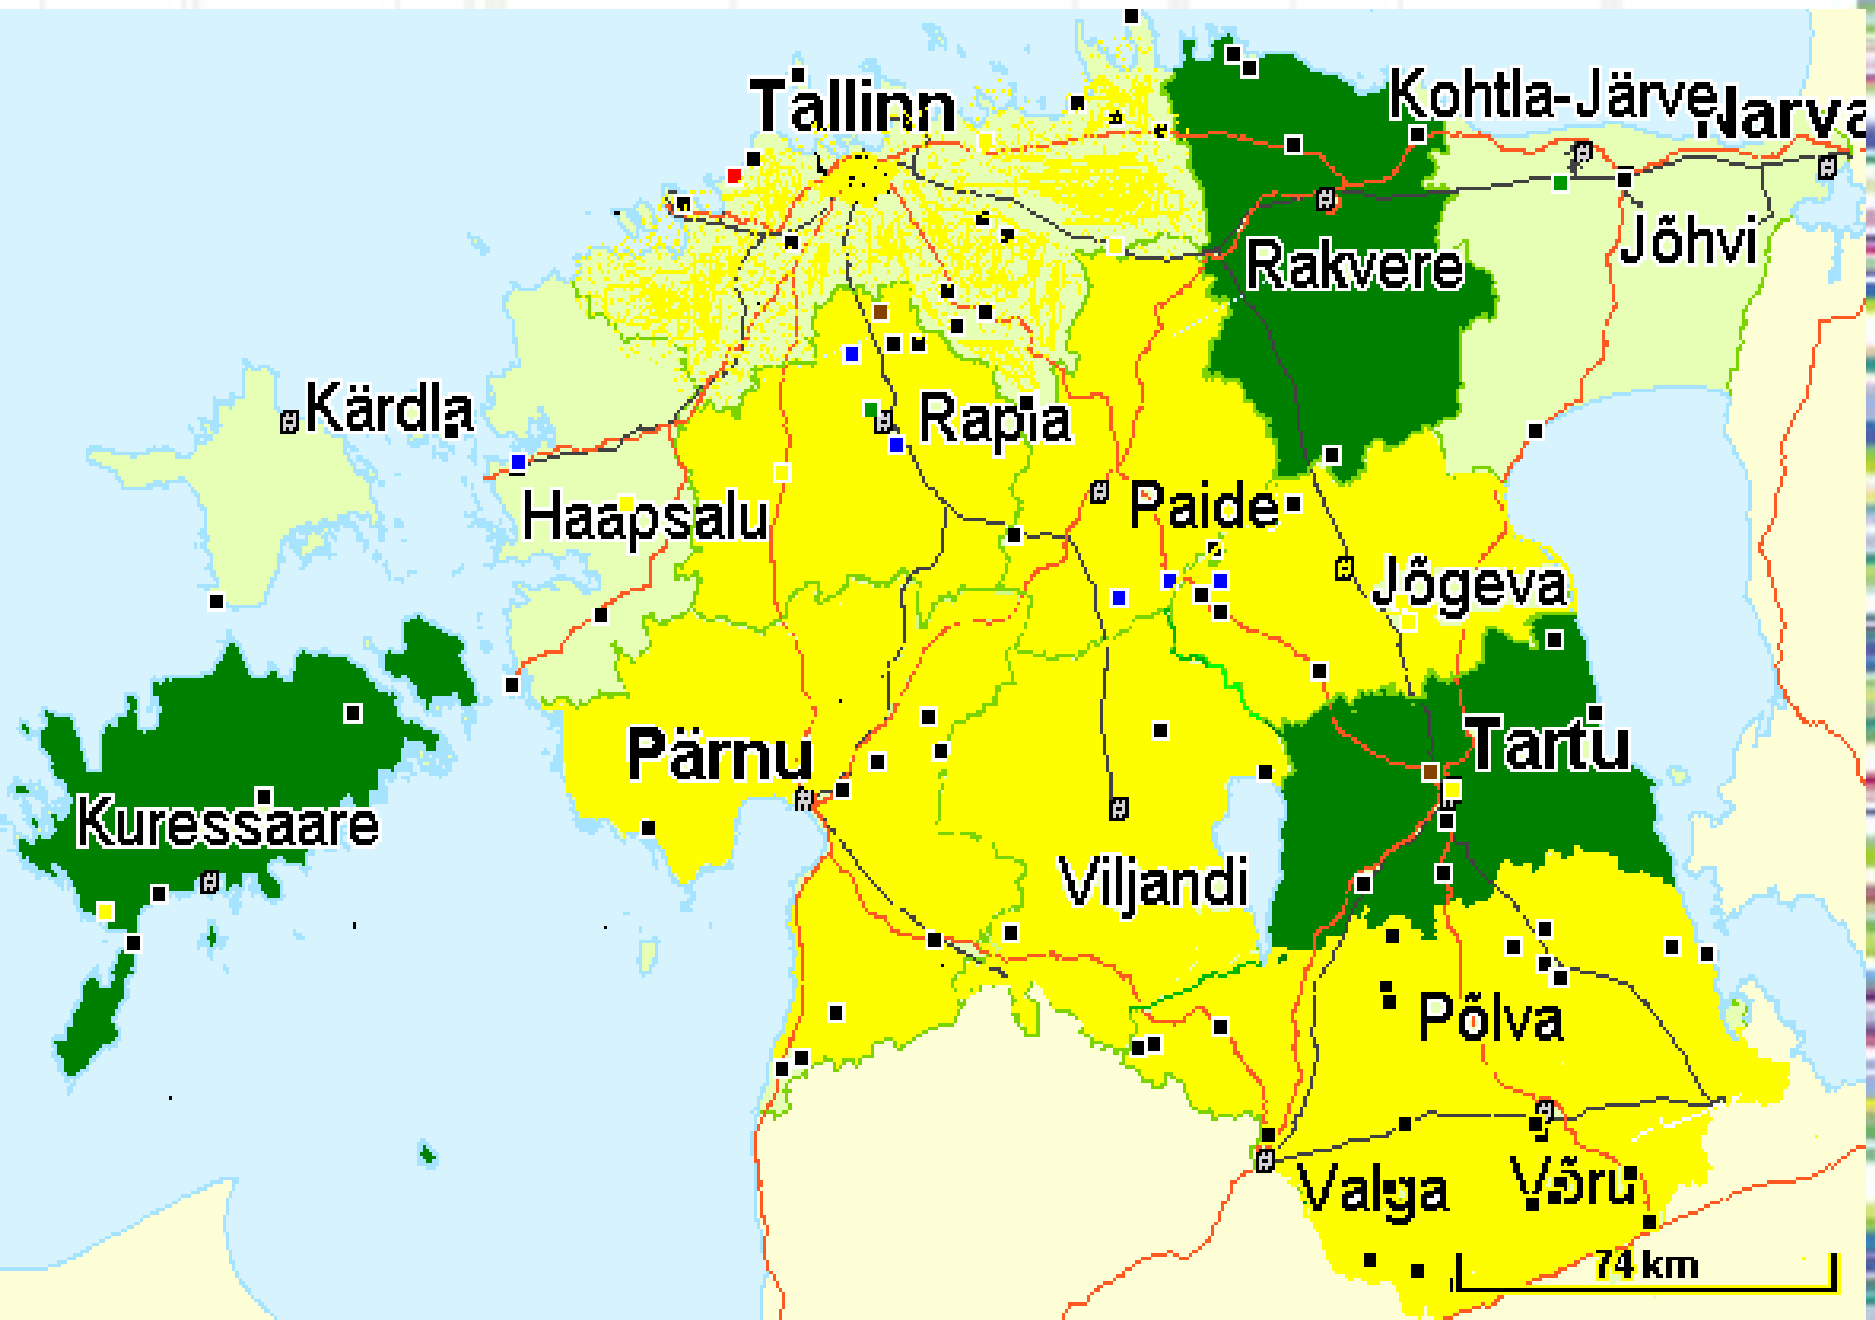 Tallinn
Kohtla-Järve
Narva
Rakvere
Jõhvi
Kärdla
Rapla
Haapsalu
Paide
Jõgeva
Pärnu
Tartu
Kuressaare
Viljandi
Põlva
Valga
Võru
74 km